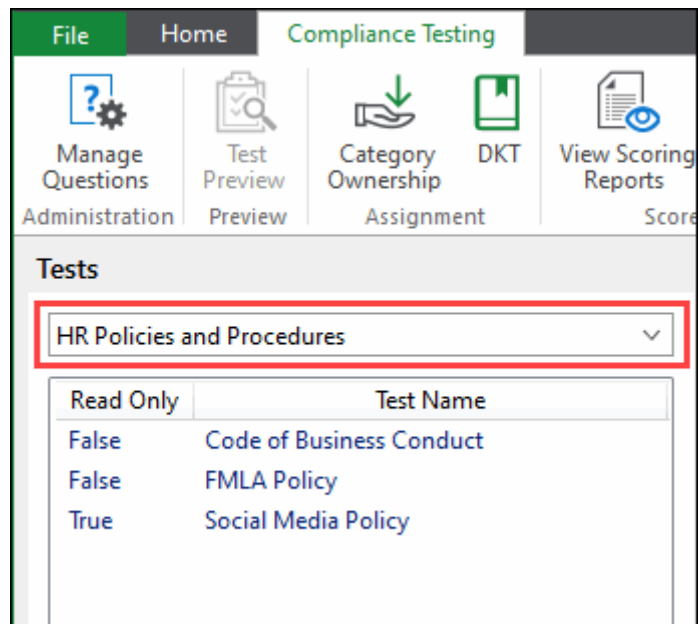 File Home Compliance Testing
Manage Questions
Test Preview
Category Ownership
DKT
View Scoring Reports
Administration Preview Assignment Score
Tests
HR Policies and Procedures
Read Only Test Name
False Code of Business Conduct
False FMLA Policy
True Social Media Policy